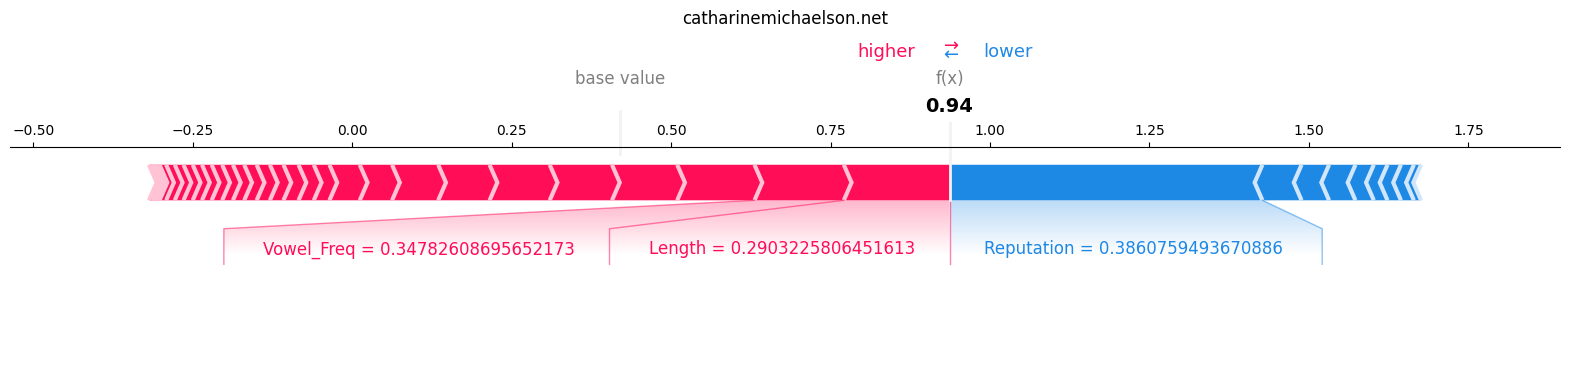 catharinemichaelson.net
higher ⇄ lower
base value f(x)
0.94
−0.50 −0.25 0.00 0.25 0.50 0.75 1.00 1.25 1.50 1.75
Vowel_Freq = 0.34782608695652173 Length = 0.2903225806451613 Reputation = 0.3860759493670886